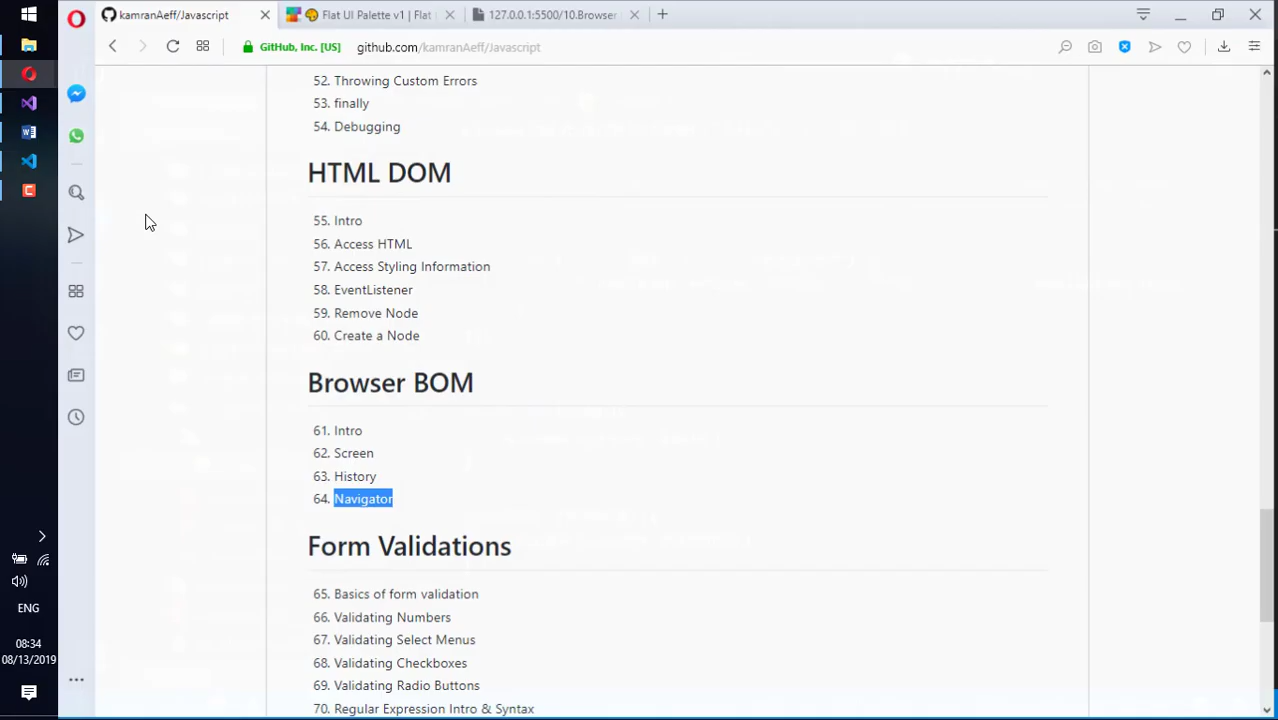 kamranAeff/Javascript
Flat UI Palette v1 | Flat
127.0.0.1:5500/10.Browser
GitHub, Inc. [US]
github.com/kamranAeff/Javascript
52. Throwing Custom Errors
53. finally
54. Debugging
HTML DOM
55. Intro
56. Access HTML
57. Access Styling Information
58. EventListener
59. Remove Node
60. Create a Node
Browser BOM
61. Intro
62. Screen
63. History
64. Navigator
Form Validations
65. Basics of form validation
66. Validating Numbers
67. Validating Select Menus
68. Validating Checkboxes
69. Validating Radio Buttons
70. Regular Expression Intro & Syntax
ENG
08:34
08/13/2019